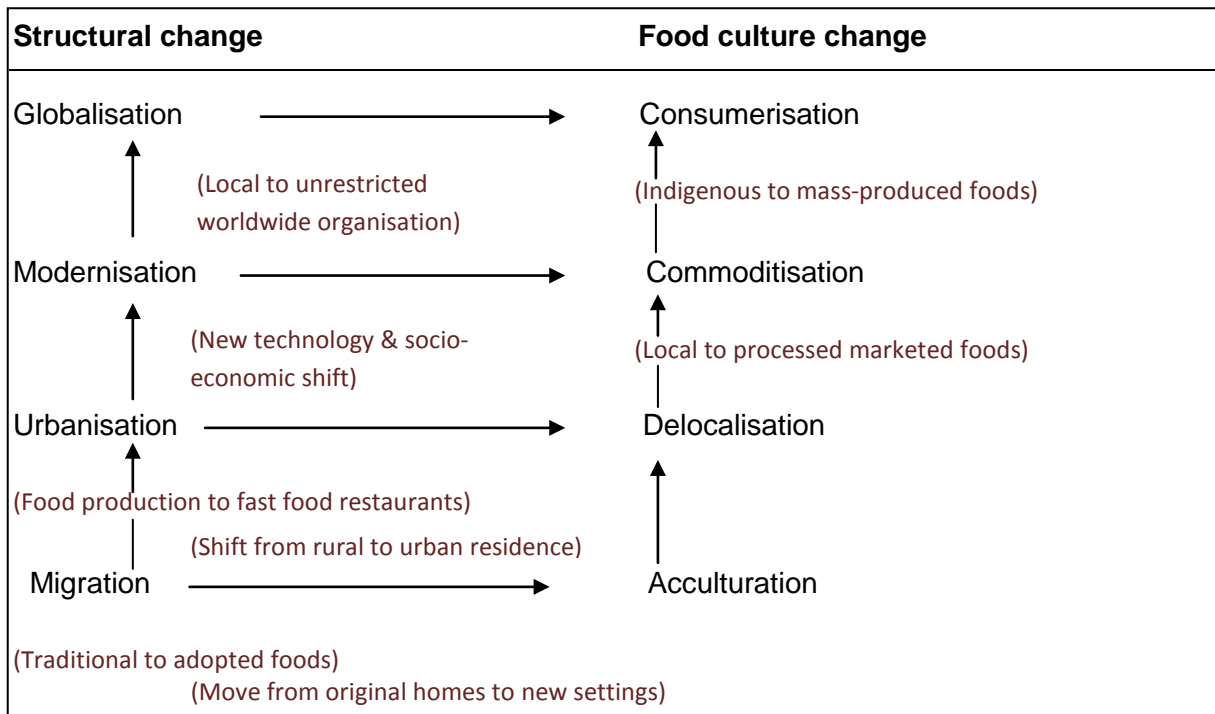 Structural change Food culture change
Globalisation Consumerisation
(Local to unrestricted
worldwide organisation)
(Indigenous to mass-produced foods)
Modernisation Commoditisation
(New technology & socio-
economic shift)
(Local to processed marketed foods)
Urbanisation Delocalisation
(Food production to fast food restaurants)
(Shift from rural to urban residence)
Migration Acculturation
(Traditional to adopted foods)
(Move from original homes to new settings)